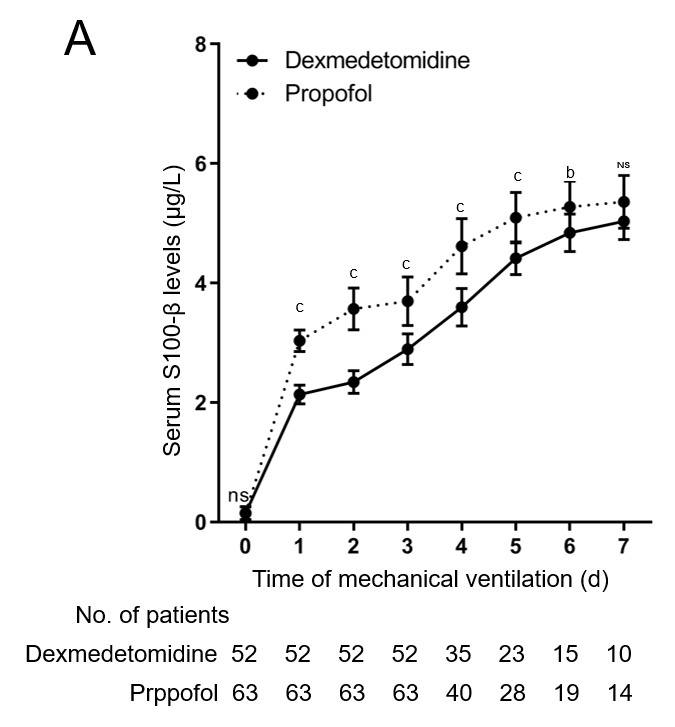 A
8
Dexmedetomidine
Propofol
6
4
2
0
Serum S100-β levels (μg/L)
ns
c
c
c
c
c
b
NS
0 1 2 3 4 5 6 7
Time of mechanical ventilation (d)
No. of patients
Dexmedetomidine 52 52 52 52 35 23 15 10
Prppofol 63 63 63 63 40 28 19 14